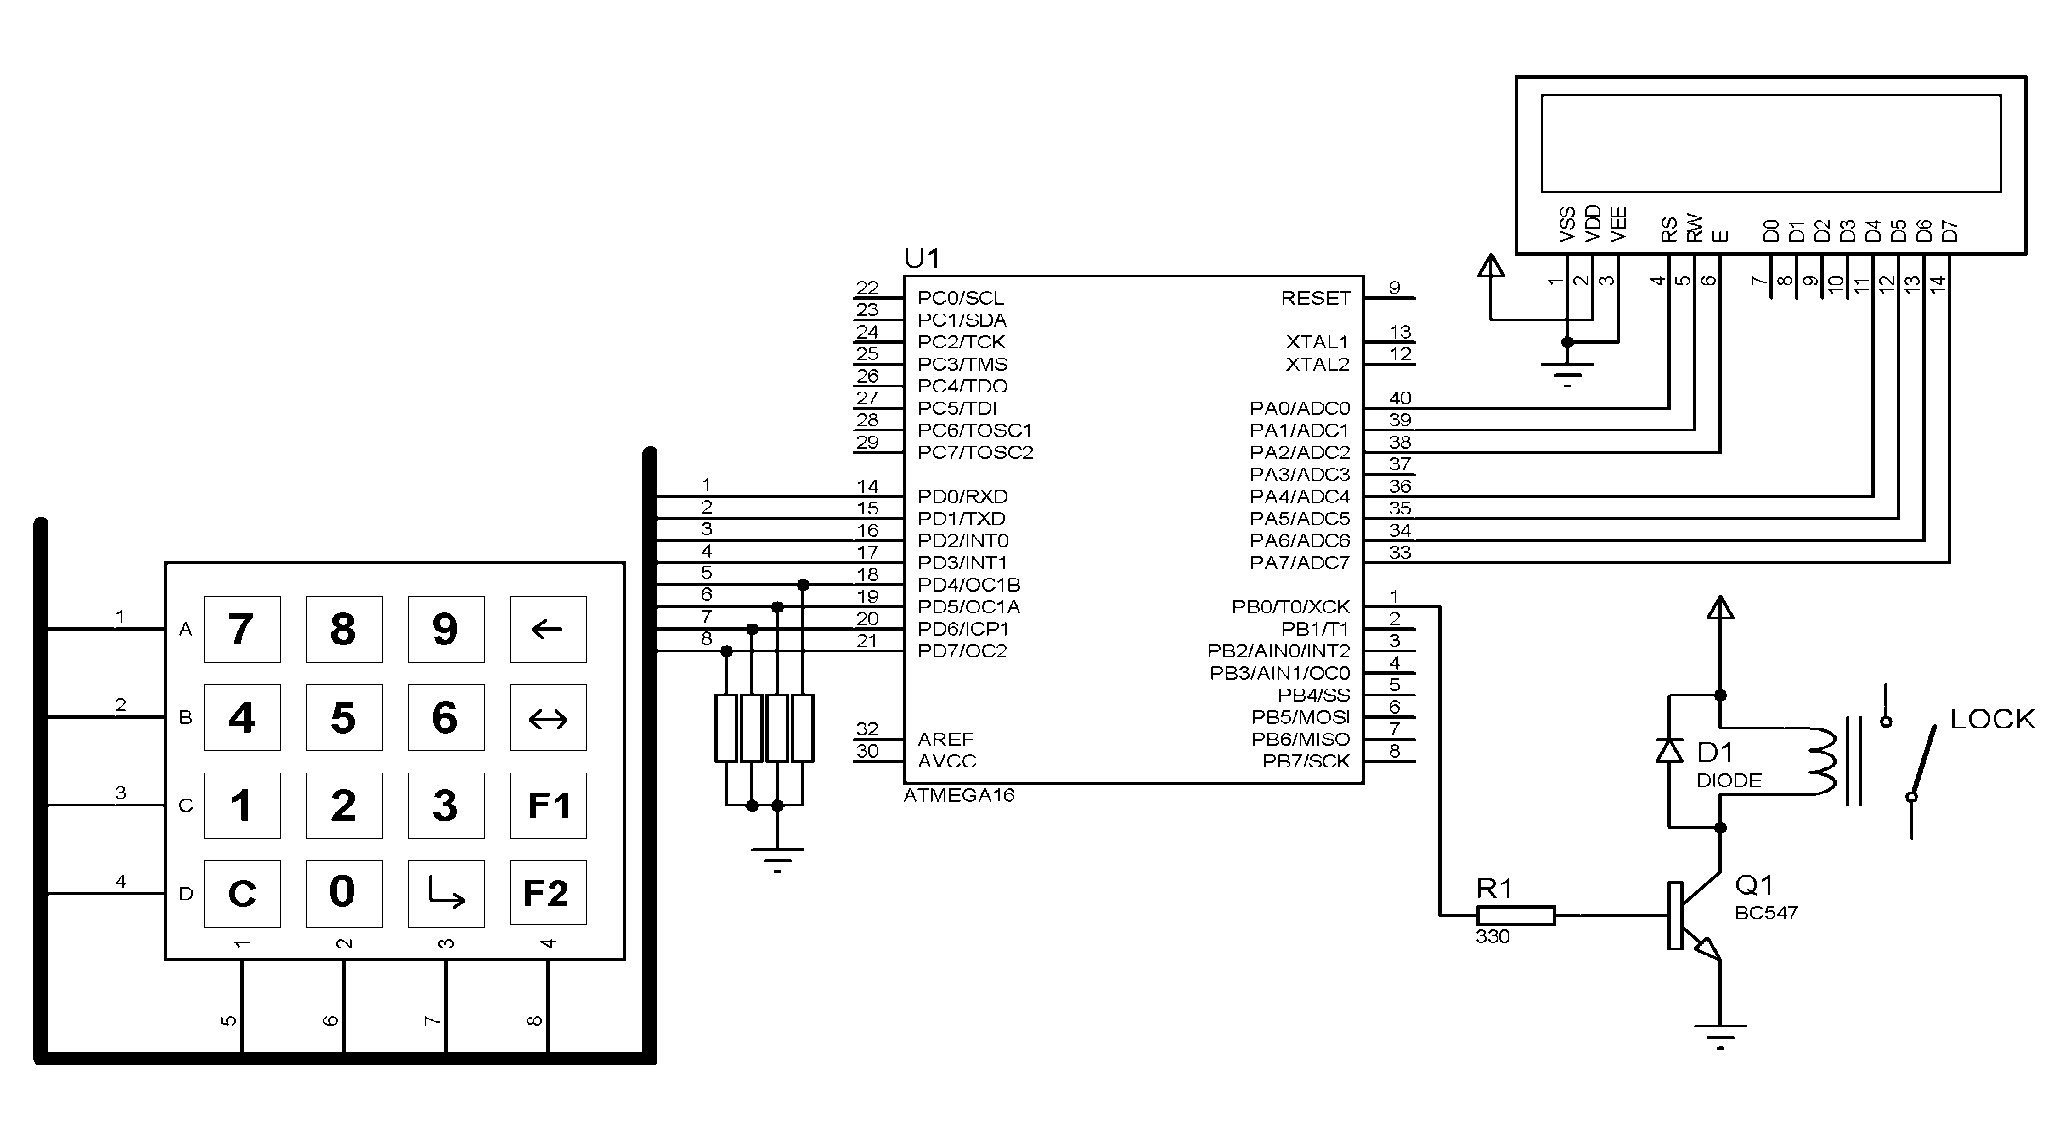 VSS VDD VEE RS RW E D0 D1 D2 D3 D4 D5 D6 D7
1 2 3 4 5 6 7 8 9 10 11 12 13 14
U1
22 PC0/SCL
23 PC1/SDA
24 PC2/TCK
25 PC3/TMS
26 PC4/TDO
27 PC5/TDI
28 PC6/TOSC1
29 PC7/TOSC2
1 14 PD0/RXD
2 15 PD1/TXD
3 16 PD2/INT0
4 17 PD3/INT1
5 18 PD4/OC1B
6 19 PD5/OC1A
7 20 PD6/ICP1
8 21 PD7/OC2
32 AREF
30 AVCC
RESET 9
XTAL1 13
XTAL2 12
PA0/ADC0 40
PA1/ADC1 39
PA2/ADC2 38
PA3/ADC3 37
PA4/ADC4 36
PA5/ADC5 35
PA6/ADC6 34
PA7/ADC7 33
PB0/T0/XCK 1
PB1/T1 2
PB2/AIN0/INT2 3
PB3/AIN1/OC0 4
PB4/SS 5
PB5/MOSI 6
PB6/MISO 7
PB7/SCK 8
ATMEGA16
1 A 7 8 9 ←
2 B 4 5 6 ↔
3 C 1 2 3 F1
4 D C 0 F2
1 2 3 4
5 6 7 8
LOCK
D1
DIODE
R1
330
Q1
BC547